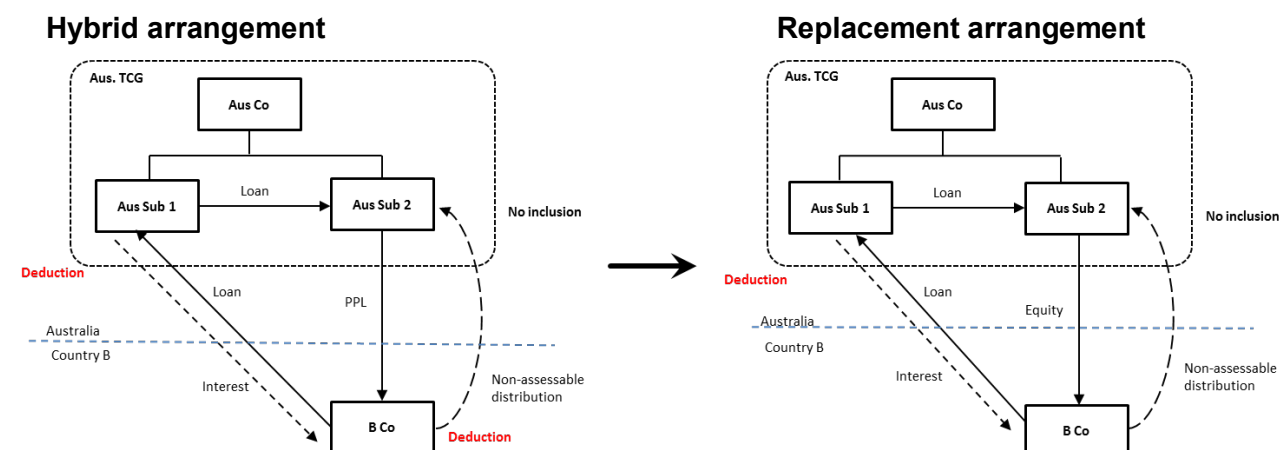 Hybrid arrangement
Aus. TCG
Aus Co
Aus Sub 1
Loan
Aus Sub 2
No inclusion
Deduction
Loan
PPL
Australia
Country B
Interest
Non-assessable
distribution
B Co
Deduction
Replacement arrangement
Aus. TCG
Aus Co
Aus Sub 1
Loan
Aus Sub 2
No inclusion
Deduction
Loan
Equity
Australia
Country B
Interest
Non-assessable
distribution
B Co